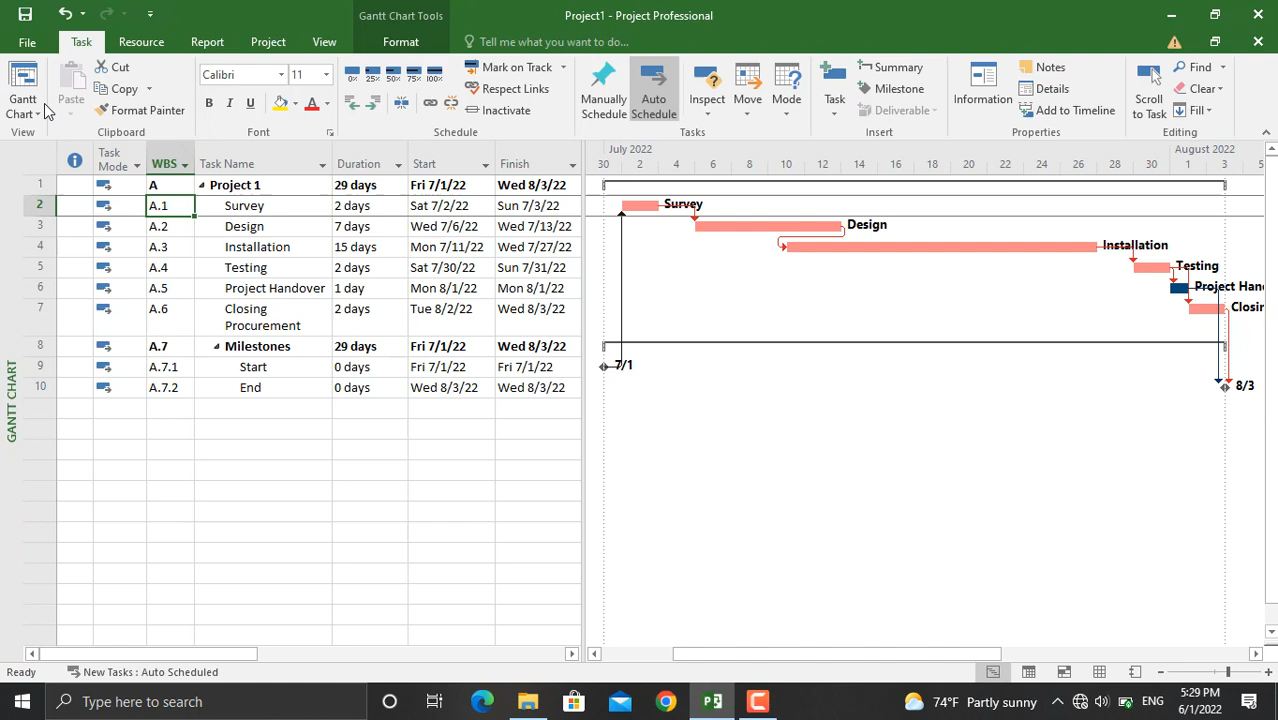 Gantt Chart Tools
Project1 - Project Professional
File Task Resource Report Project View Format Tell me what you want to do...
Gantt Chart
Paste
Cut
Copy
Format Painter
Calibri 11
B I U A
0% 25% 50% 75% 100%
Mark on Track
Respect Links
Inactivate
Manually Schedule
Auto Schedule
Inspect
Move
Mode
Task
Summary
Milestone
Deliverable
Information
Notes
Details
Add to Timeline
Scroll to Task
Find
Clear
Fill
View Clipboard Font Schedule Tasks Insert Properties Editing
Task Mode WBS Task Name Duration Start Finish
July 2022 August 2022
30 2 4 6 8 10 12 14 16 18 20 22 24 26 28 30 1 3 5
1 A Project 1 29 days Fri 7/1/22 Wed 8/3/22
2 A.1 Survey 2 days Sat 7/2/22 Sun 7/3/22 Survey
3 A.2 Design 7 days Wed 7/6/22 Wed 7/13/22 Design
4 A.3 Installation 15 days Mon 7/11/22 Wed 7/27/22 Installation
5 A.4 Testing 2 days Sat 7/30/22 Sun 7/31/22 Testing
6 A.5 Project Handover 1 day Mon 8/1/22 Mon 8/1/22 Project Han
7 A.6 Closing Procurement 2 days Tue 8/2/22 Wed 8/3/22 Closin
8 A.7 Milestones 29 days Fri 7/1/22 Wed 8/3/22
9 A.7.1 Start 0 days Fri 7/1/22 Fri 7/1/22 7/1
10 A.7.2 End 0 days Wed 8/3/22 Wed 8/3/22 8/3
GANTT CHART
Ready New Tasks : Auto Scheduled
Type here to search
74°F Partly sunny
ENG
5:29 PM
6/1/2022